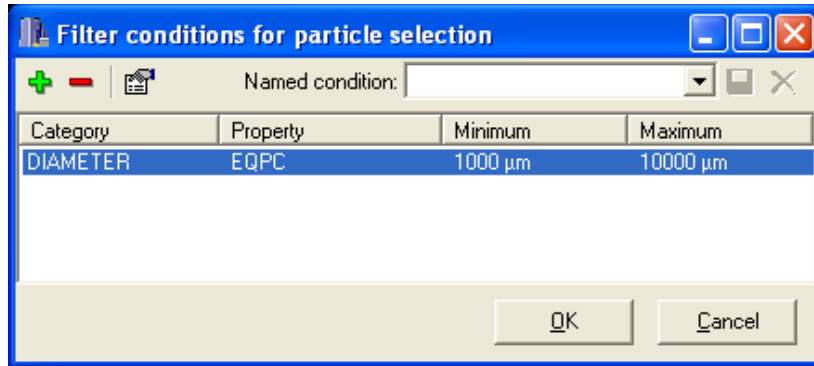 Filter conditions for particle selection
Named condition:
Category Property Minimum Maximum
DIAMETER EQPC 1000 µm 10000 µm
OK Cancel